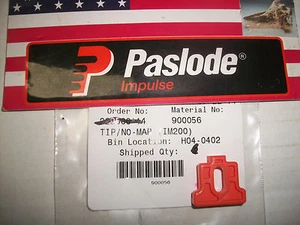 Paslode®
Impulse
Order No: Material No:
900056
TIP/NO-MAR (IM200)
Bin Location: H04-0402
Shipped Qty:
900056